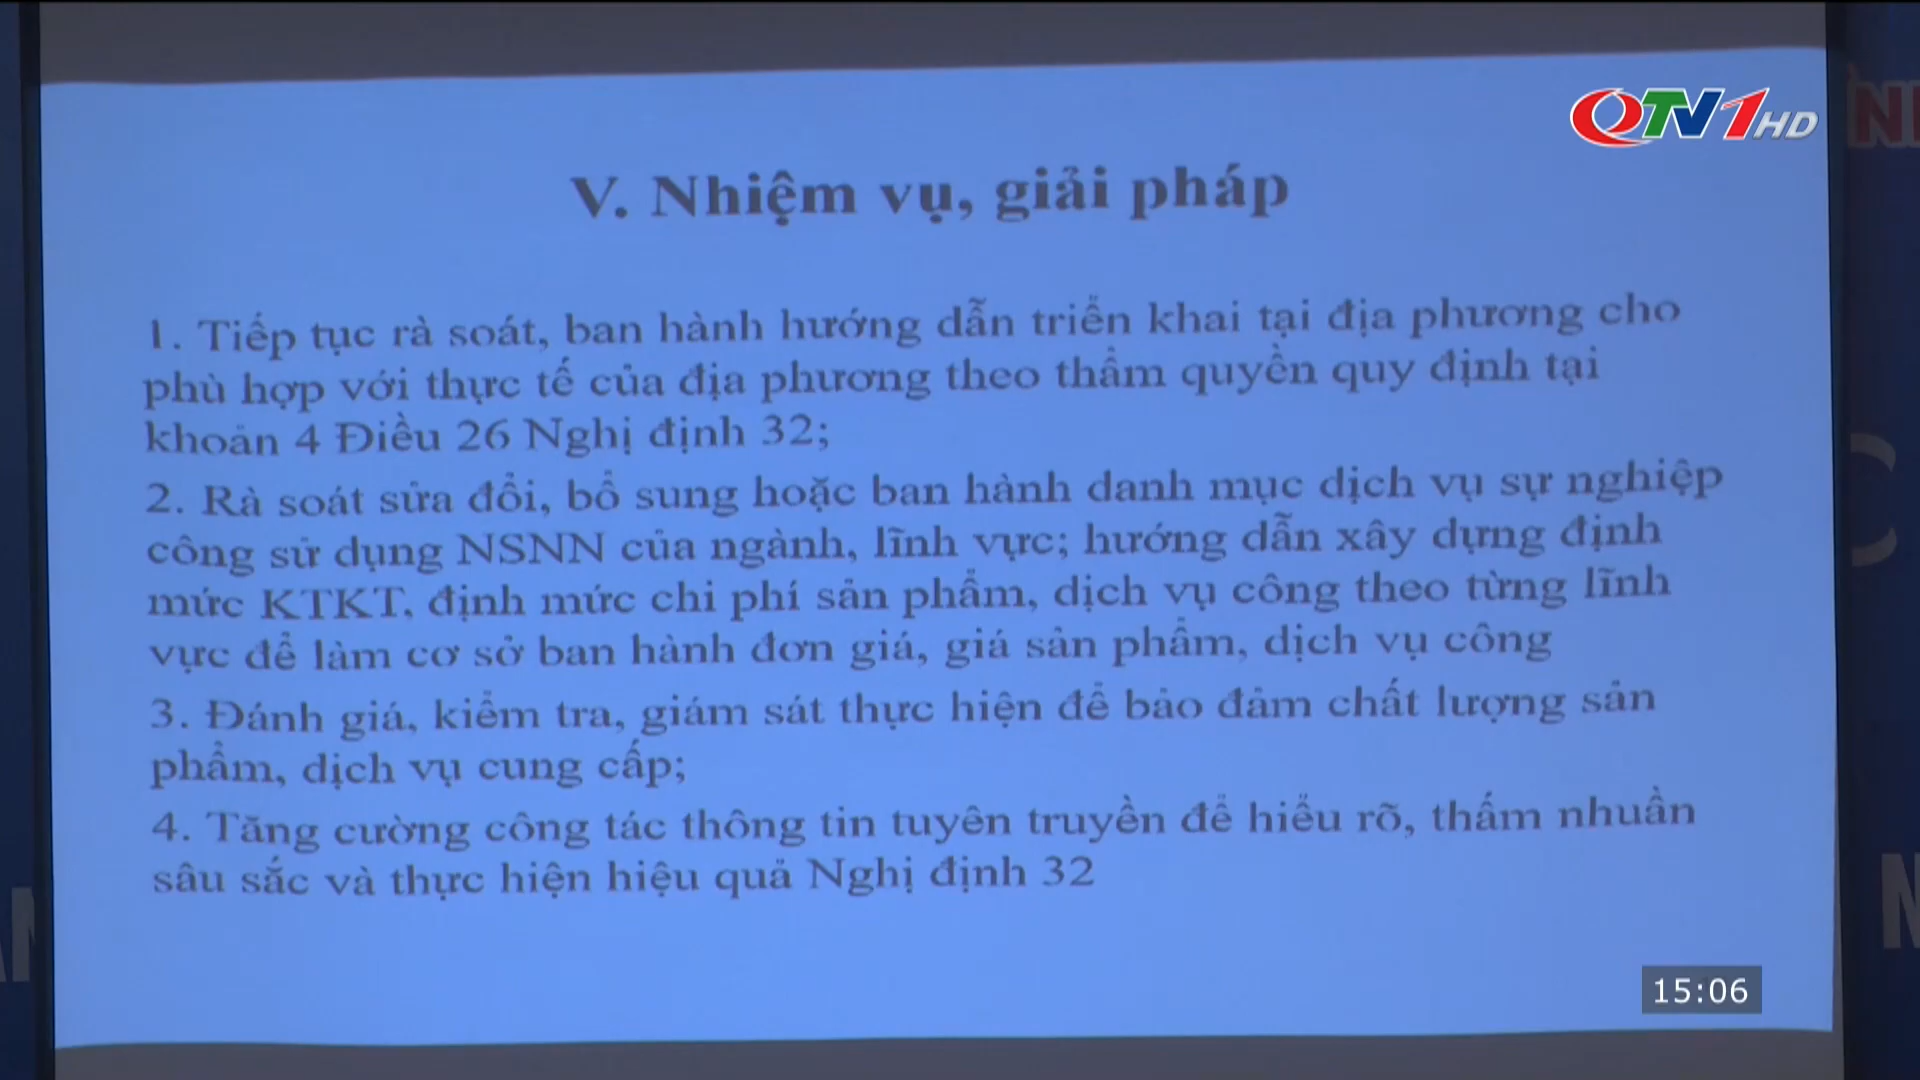 QTV1HD
V. Nhiệm vụ, giải pháp
1. Tiếp tục rà soát, ban hành hướng dẫn triển khai tại địa phương cho
phù hợp với thực tế của địa phương theo thẩm quyền quy định tại
khoản 4 Điều 26 Nghị định 32;
2. Rà soát sửa đổi, bổ sung hoặc ban hành danh mục dịch vụ sự nghiệp
công sử dụng NSNN của ngành, lĩnh vực; hướng dẫn xây dựng định
mức KTKT, định mức chi phí sản phẩm, dịch vụ công theo từng lĩnh
vực để làm cơ sở ban hành đơn giá, giá sản phẩm, dịch vụ công
3. Đánh giá, kiểm tra, giám sát thực hiện để bảo đảm chất lượng sản
phẩm, dịch vụ cung cấp;
4. Tăng cường công tác thông tin tuyên truyền để hiểu rõ, thấm nhuần
sâu sắc và thực hiện hiệu quả Nghị định 32
15:06